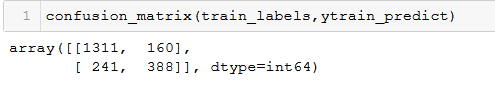 1 confusion_matrix(train_labels,ytrain_predict)
array([[1311,  160],
       [ 241,  388]], dtype=int64)